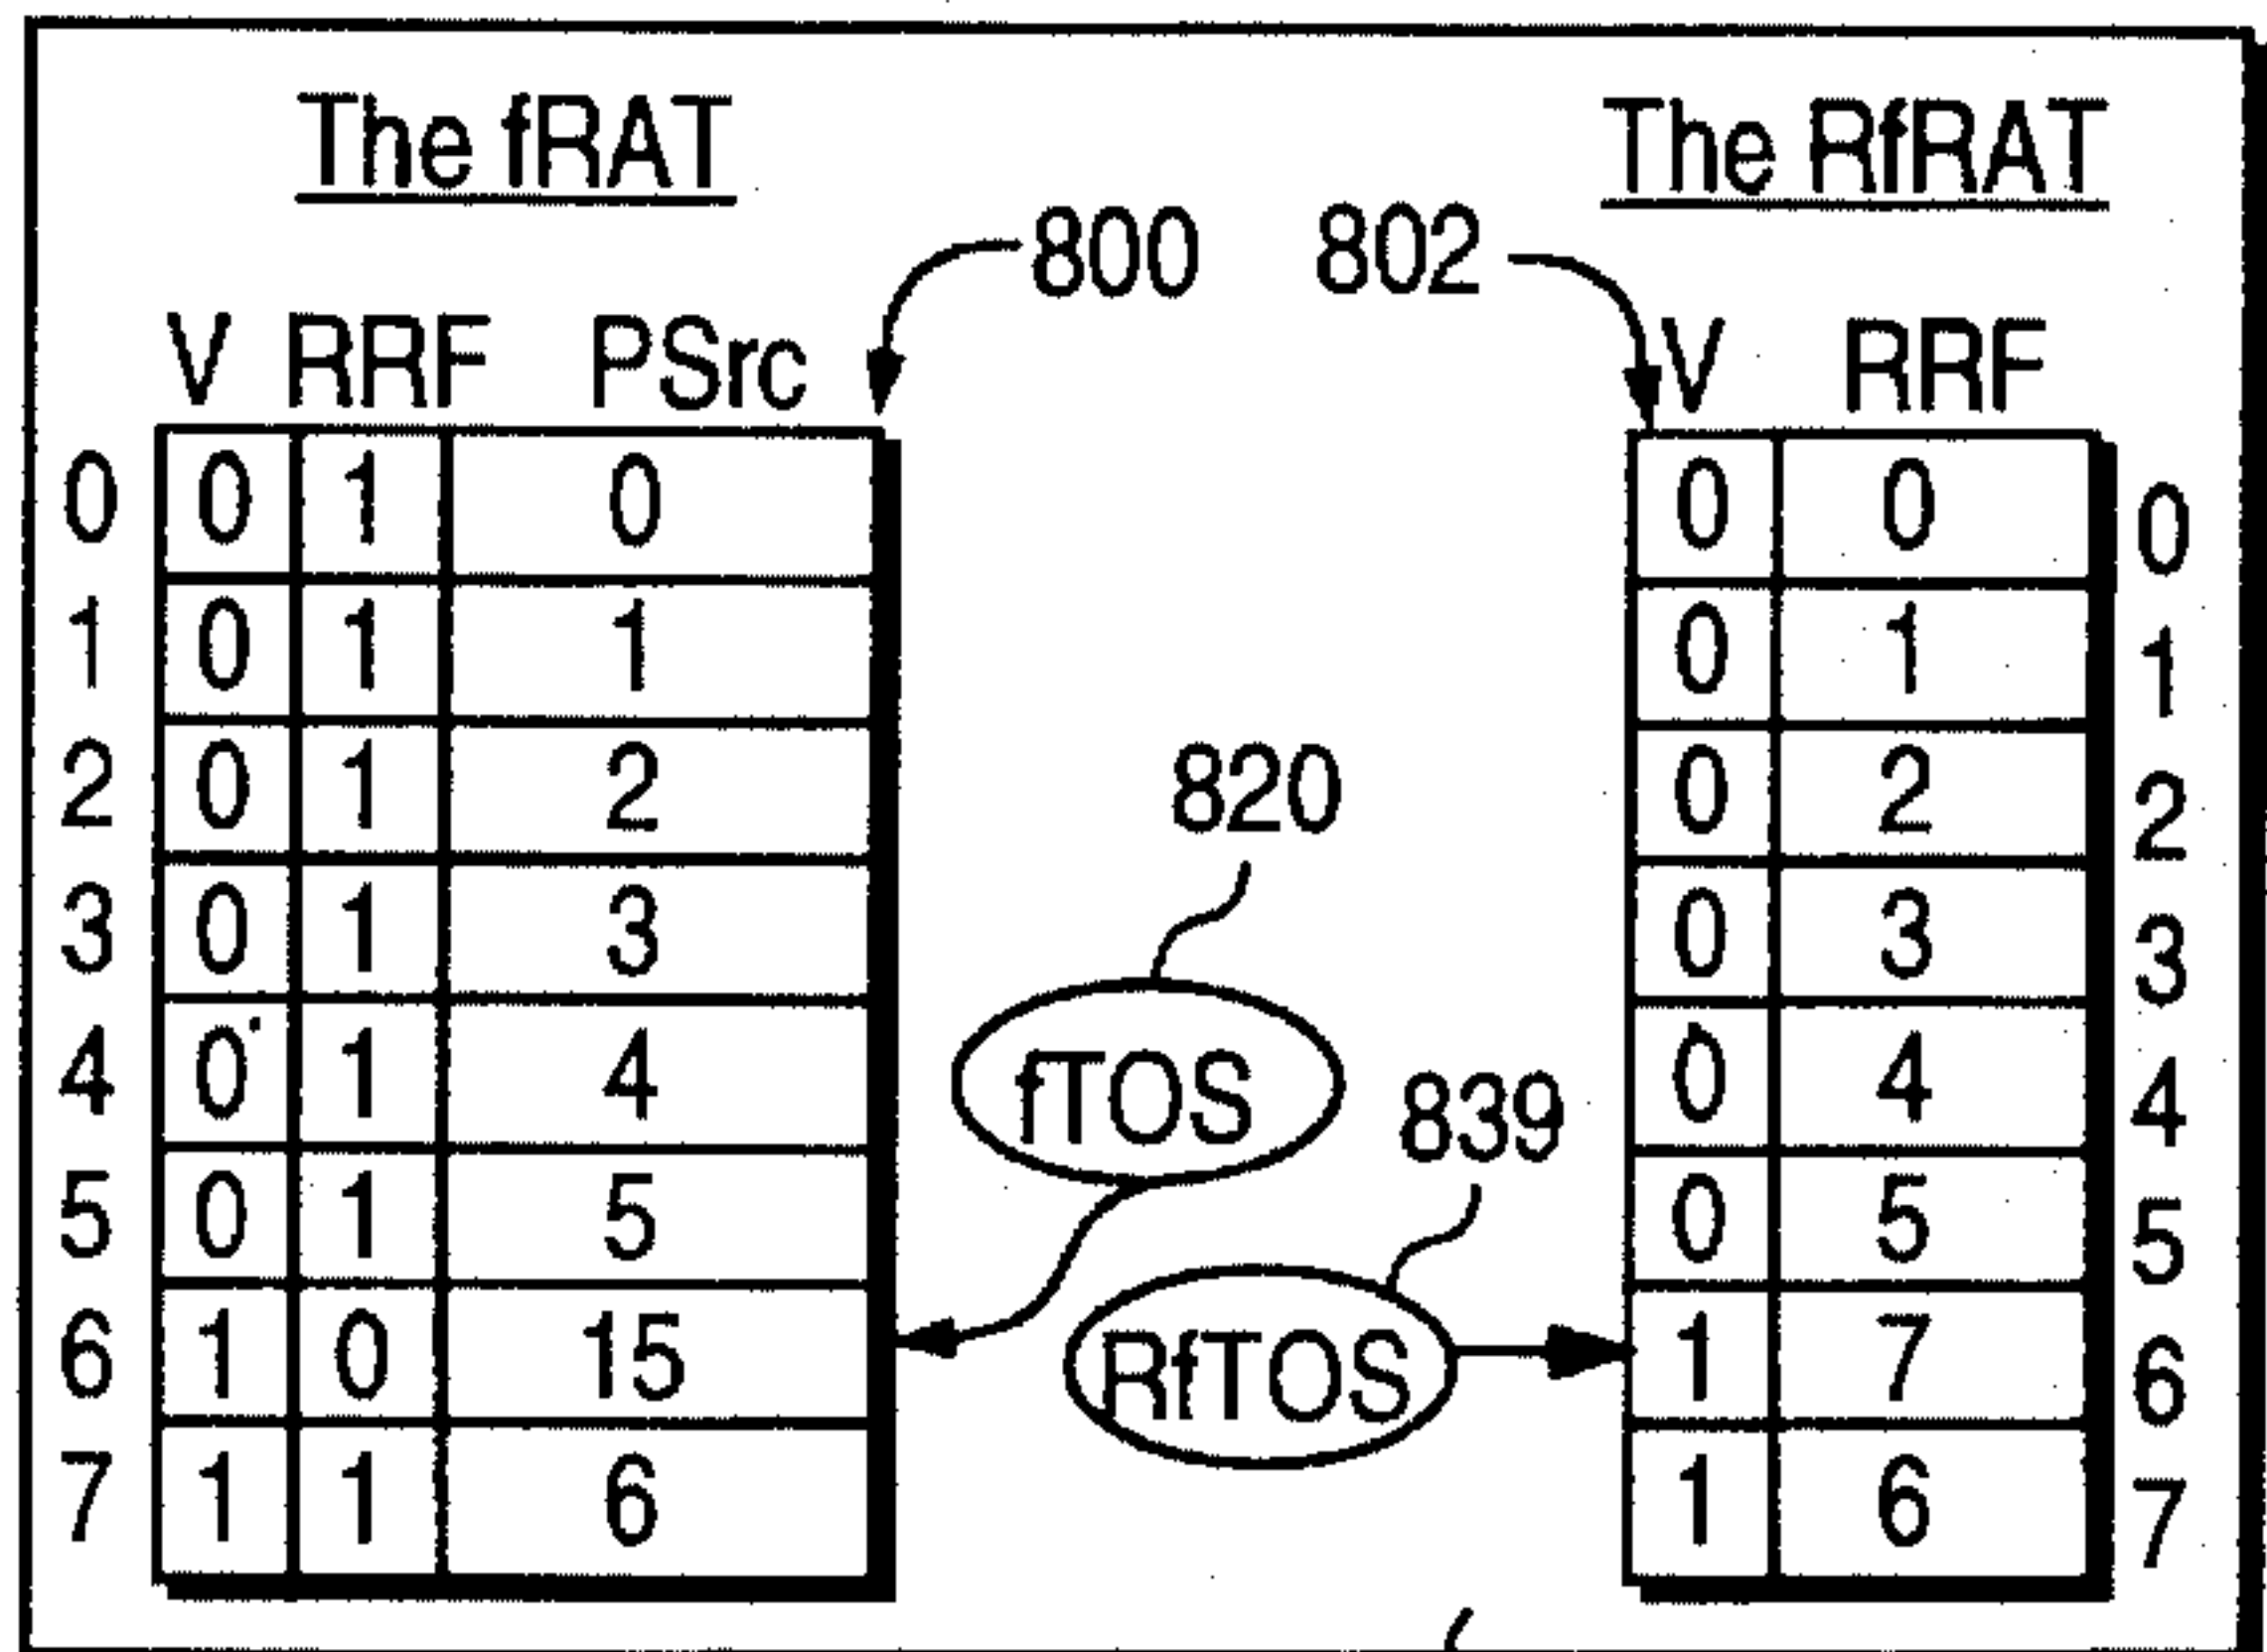 The fRAT The RfRAT
800 802
V RRF PSrc V RRF
0 0 1 0 0 0 0
1 0 1 1 0 1 1
2 0 1 2 820 0 2 2
3 0 1 3 0 3 3
4 0 1 4 fTOS 839 0 4 4
5 0 1 5 0 5 5
6 1 0 15 RfTOS 1 7 6
7 1 1 6 1 6 7